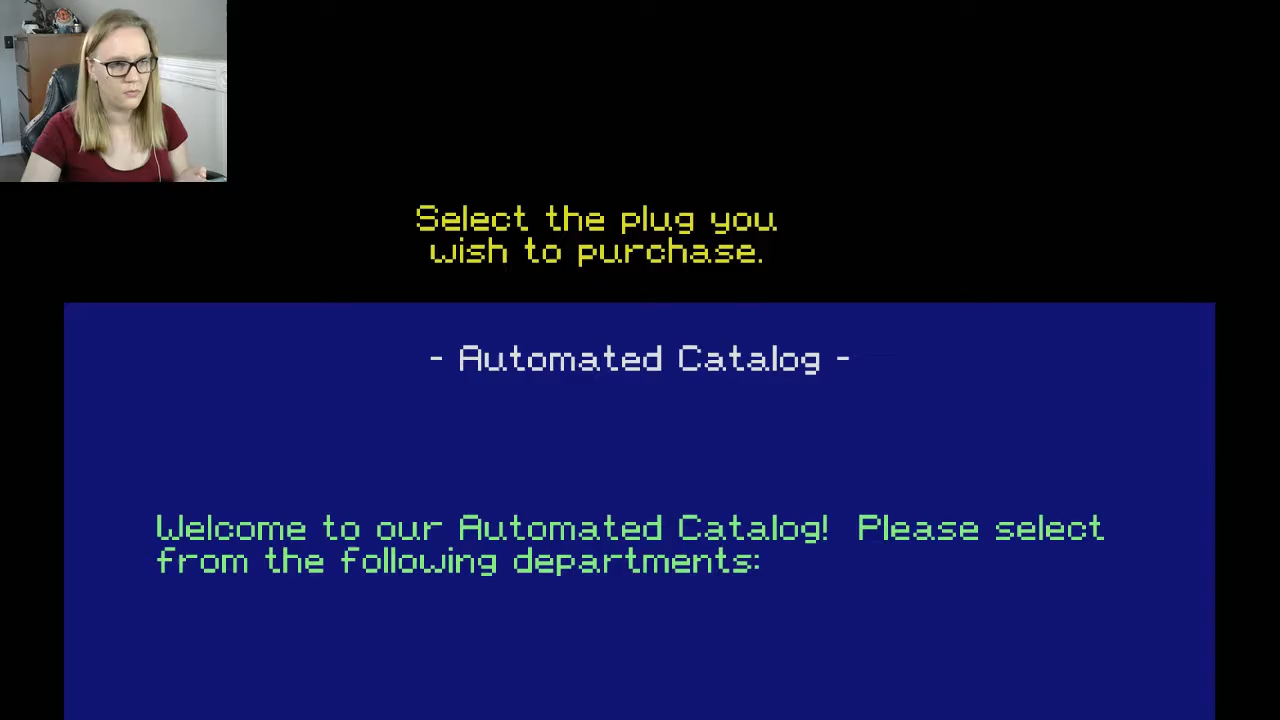 Select the plug you
wish to purchase.
- Automated Catalog -
Welcome to our Automated Catalog!  Please select
from the following departments: